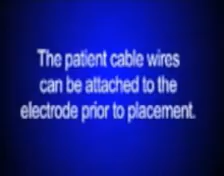 The patient cable wires
can be attached to the
electrode prior to placement.